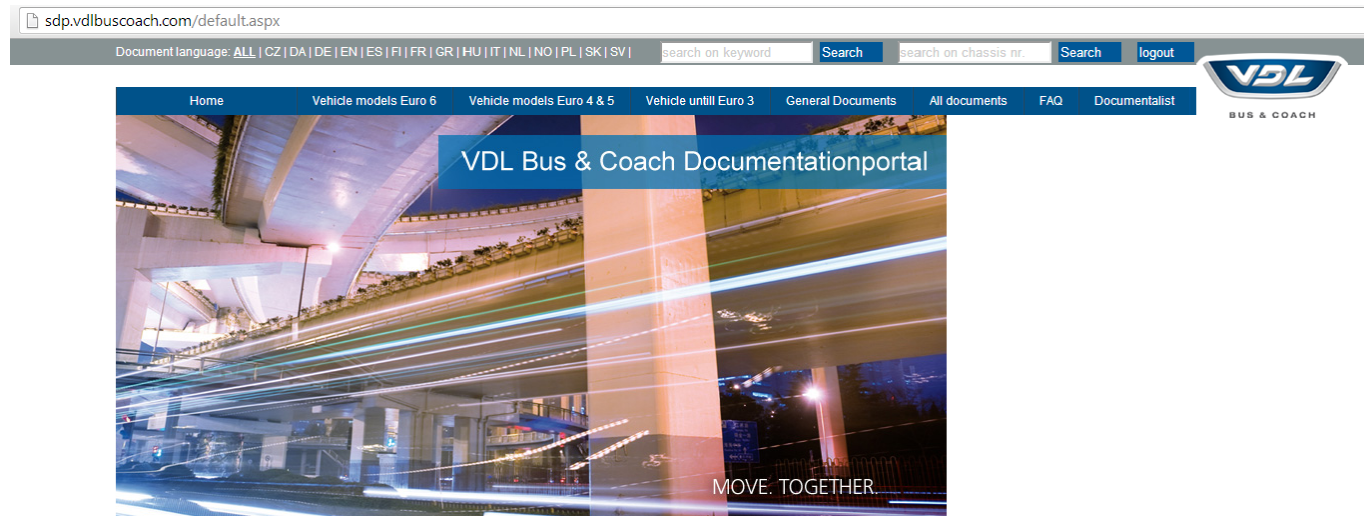 sdp.vdlbuscoach.com/default.aspx
Document language: ALL | CZ | DA | DE | EN | ES | FI | FR | GR | HU | IT | NL | NO | PL | SK | SV |
search on keyword
Search
search on chassis nr.
Search
logout
VDL
BUS & COACH
Home
Vehicle models Euro 6
Vehicle models Euro 4 & 5
Vehicle untill Euro 3
General Documents
All documents
FAQ
Documentalist
VDL Bus & Coach Documentationportal
MOVE. TOGETHER.